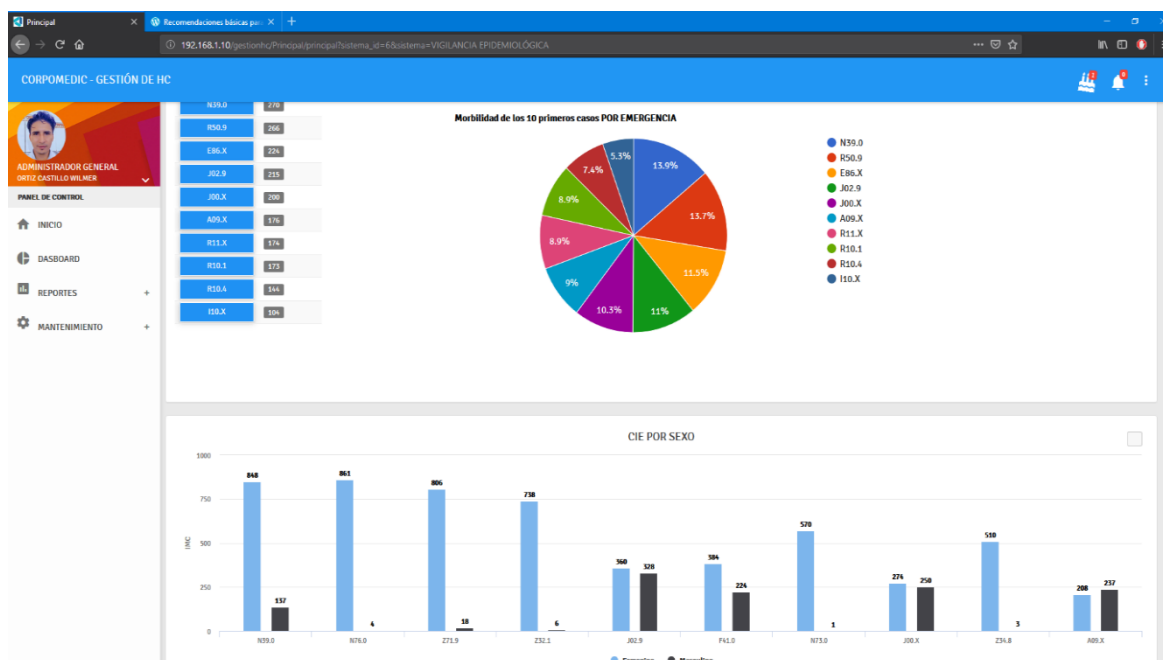 Principal
Recomendaciones básicas par
192.168.1.10/gestionhc/Principal/principal?sistema_id=6&sistema=VIGILANCIA EPIDEMIOLÓGICA
CORPOMEDIC - GESTIÓN DE HC
ADMINISTRADOR GENERAL
ORTIZ CASTILLO WILMER
PANEL DE CONTROL
INICIO
DASBOARD
REPORTES +
MANTENIMIENTO +
N39.0 270
R50.9 266
E86.X 224
J02.9 215
J00.X 200
A09.X 176
R11.X 174
R10.1 173
R10.4 144
I10.X 104
Morbilidad de los 10 primeros casos POR EMERGENCIA
13.9%
13.7%
11.5%
11%
10.3%
9%
8.9%
8.9%
7.4%
5.3%
N39.0
R50.9
E86.X
J02.9
J00.X
A09.X
R11.X
R10.1
R10.4
I10.X
CIE POR SEXO
IMC
1000
750
500
250
0
848 137
861 4
806 18
738 6
360 328
384 224
570 1
274 250
510 3
208 237
N39.0 N76.0 Z71.9 Z32.1 J02.9 F41.0 N73.0 J00.X Z34.8 A09.X
Femenino Masculino